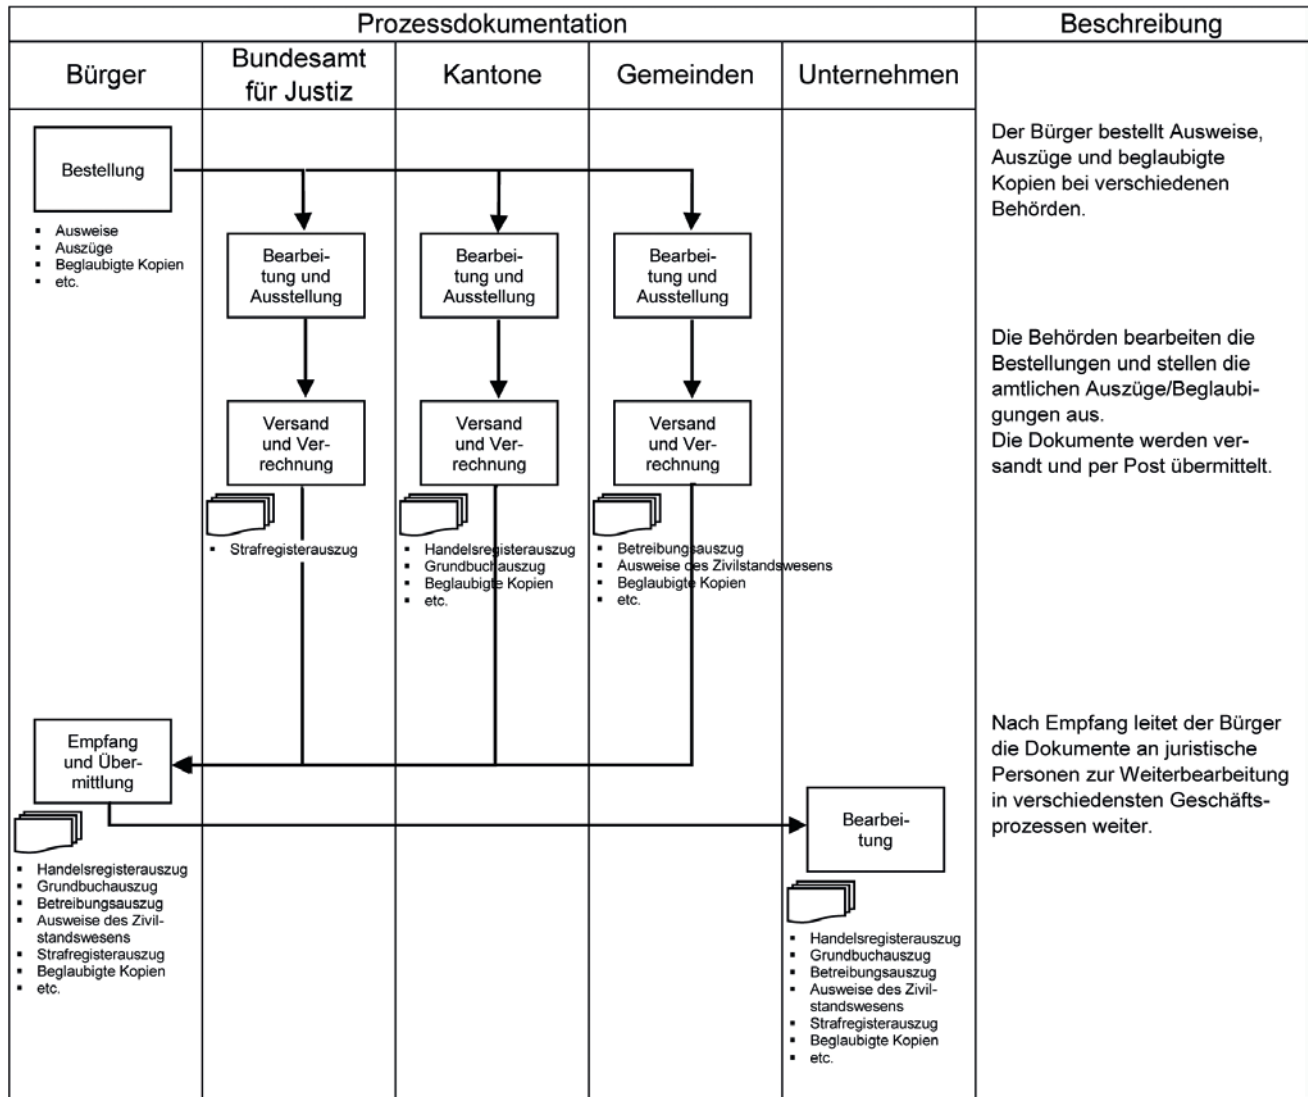 Prozessdokumentation
Beschreibung
Bürger
Bundesamt
für Justiz
Kantone
Gemeinden
Unternehmen
Bestellung
▪ Ausweise
▪ Auszüge
▪ Beglaubigte Kopien
▪ etc.
Der Bürger bestellt Ausweise,
Auszüge und beglaubigte
Kopien bei verschiedenen
Behörden.
Bearbei-
tung und
Ausstellung
Bearbei-
tung und
Ausstellung
Bearbei-
tung und
Ausstellung
Die Behörden bearbeiten die
Bestellungen und stellen die
amtlichen Auszüge/Beglaubi-
gungen aus.
Die Dokumente werden ver-
sandt und per Post übermittelt.
Versand
und Ver-
rechnung
Versand
und Ver-
rechnung
Versand
und Ver-
rechnung
▪ Strafregisterauszug
▪ Handelsregisterauszug
▪ Grundbuchauszug
▪ Beglaubigte Kopien
▪ etc.
▪ Betreibungsauszug
▪ Ausweise des Zivilstandswesens
▪ Beglaubigte Kopien
▪ etc.
Empfang
und Über-
mittlung
Nach Empfang leitet der Bürger
die Dokumente an juristische
Personen zur Weiterbearbeitung
in verschiedensten Geschäfts-
prozessen weiter.
Bearbei-
tung
▪ Handelsregisterauszug
▪ Grundbuchauszug
▪ Betreibungsauszug
▪ Ausweise des Zivil-
standswesens
▪ Strafregisterauszug
▪ Beglaubigte Kopien
▪ etc.
▪ Handelsregisterauszug
▪ Grundbuchauszug
▪ Betreibungsauszug
▪ Ausweise des Zivil-
standswesens
▪ Strafregisterauszug
▪ Beglaubigte Kopien
▪ etc.